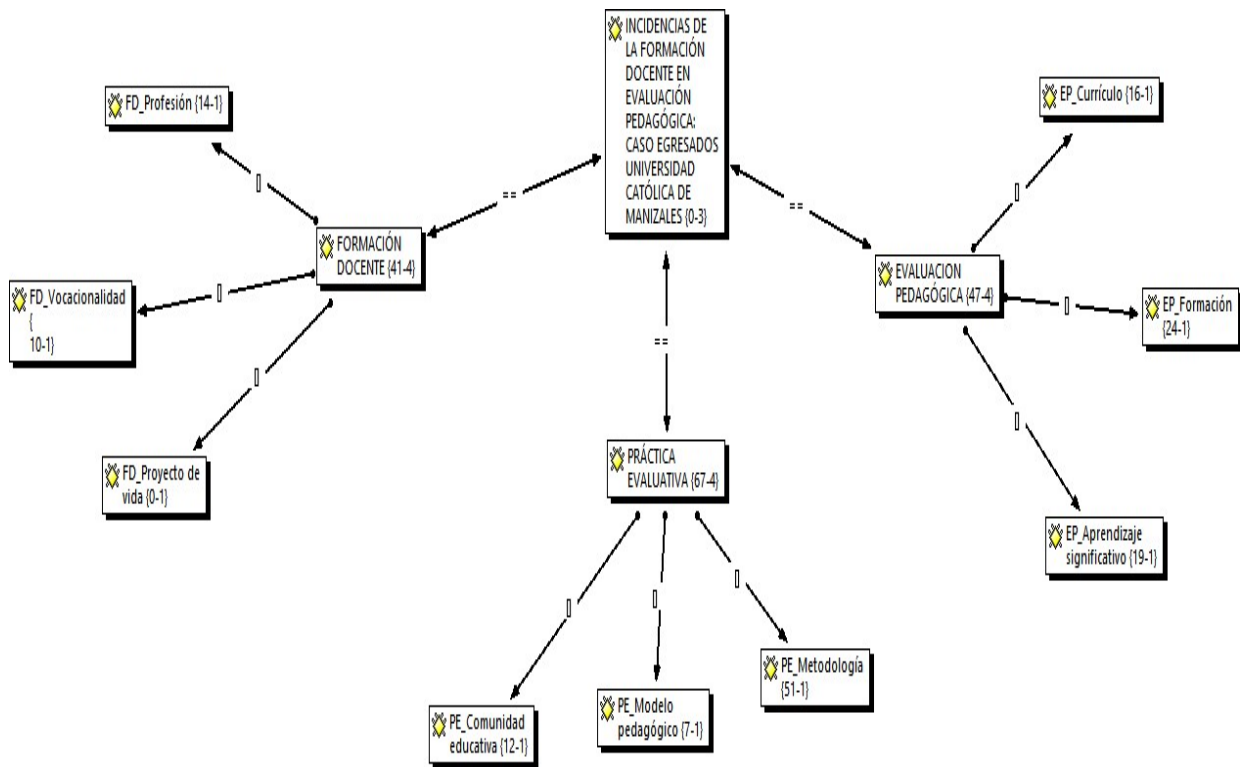 INCIDENCIAS DE
LA FORMACIÓN
DOCENTE EN
EVALUACIÓN
PEDAGÓGICA:
CASO EGRESADOS
UNIVERSIDAD
CATÓLICA DE
MANIZALES {0-3}
FD_Profesión {14-1}
EP_Currículo {16-1}
[]
[]
==
==
FORMACIÓN
DOCENTE {41-4}
EVALUACION
PEDAGÓGICA {47-4}
FD_Vocacionalidad
{
10-1}
[]
[]
EP_Formación
{24-1}
==
[]
[]
FD_Proyecto de
vida {0-1}
PRÁCTICA
EVALUATIVA {67-4}
EP_Aprendizaje
significativo {19-1}
[]
[]
[]
PE_Metodología
{51-1}
PE_Comunidad
educativa {12-1}
PE_Modelo
pedagógico {7-1}